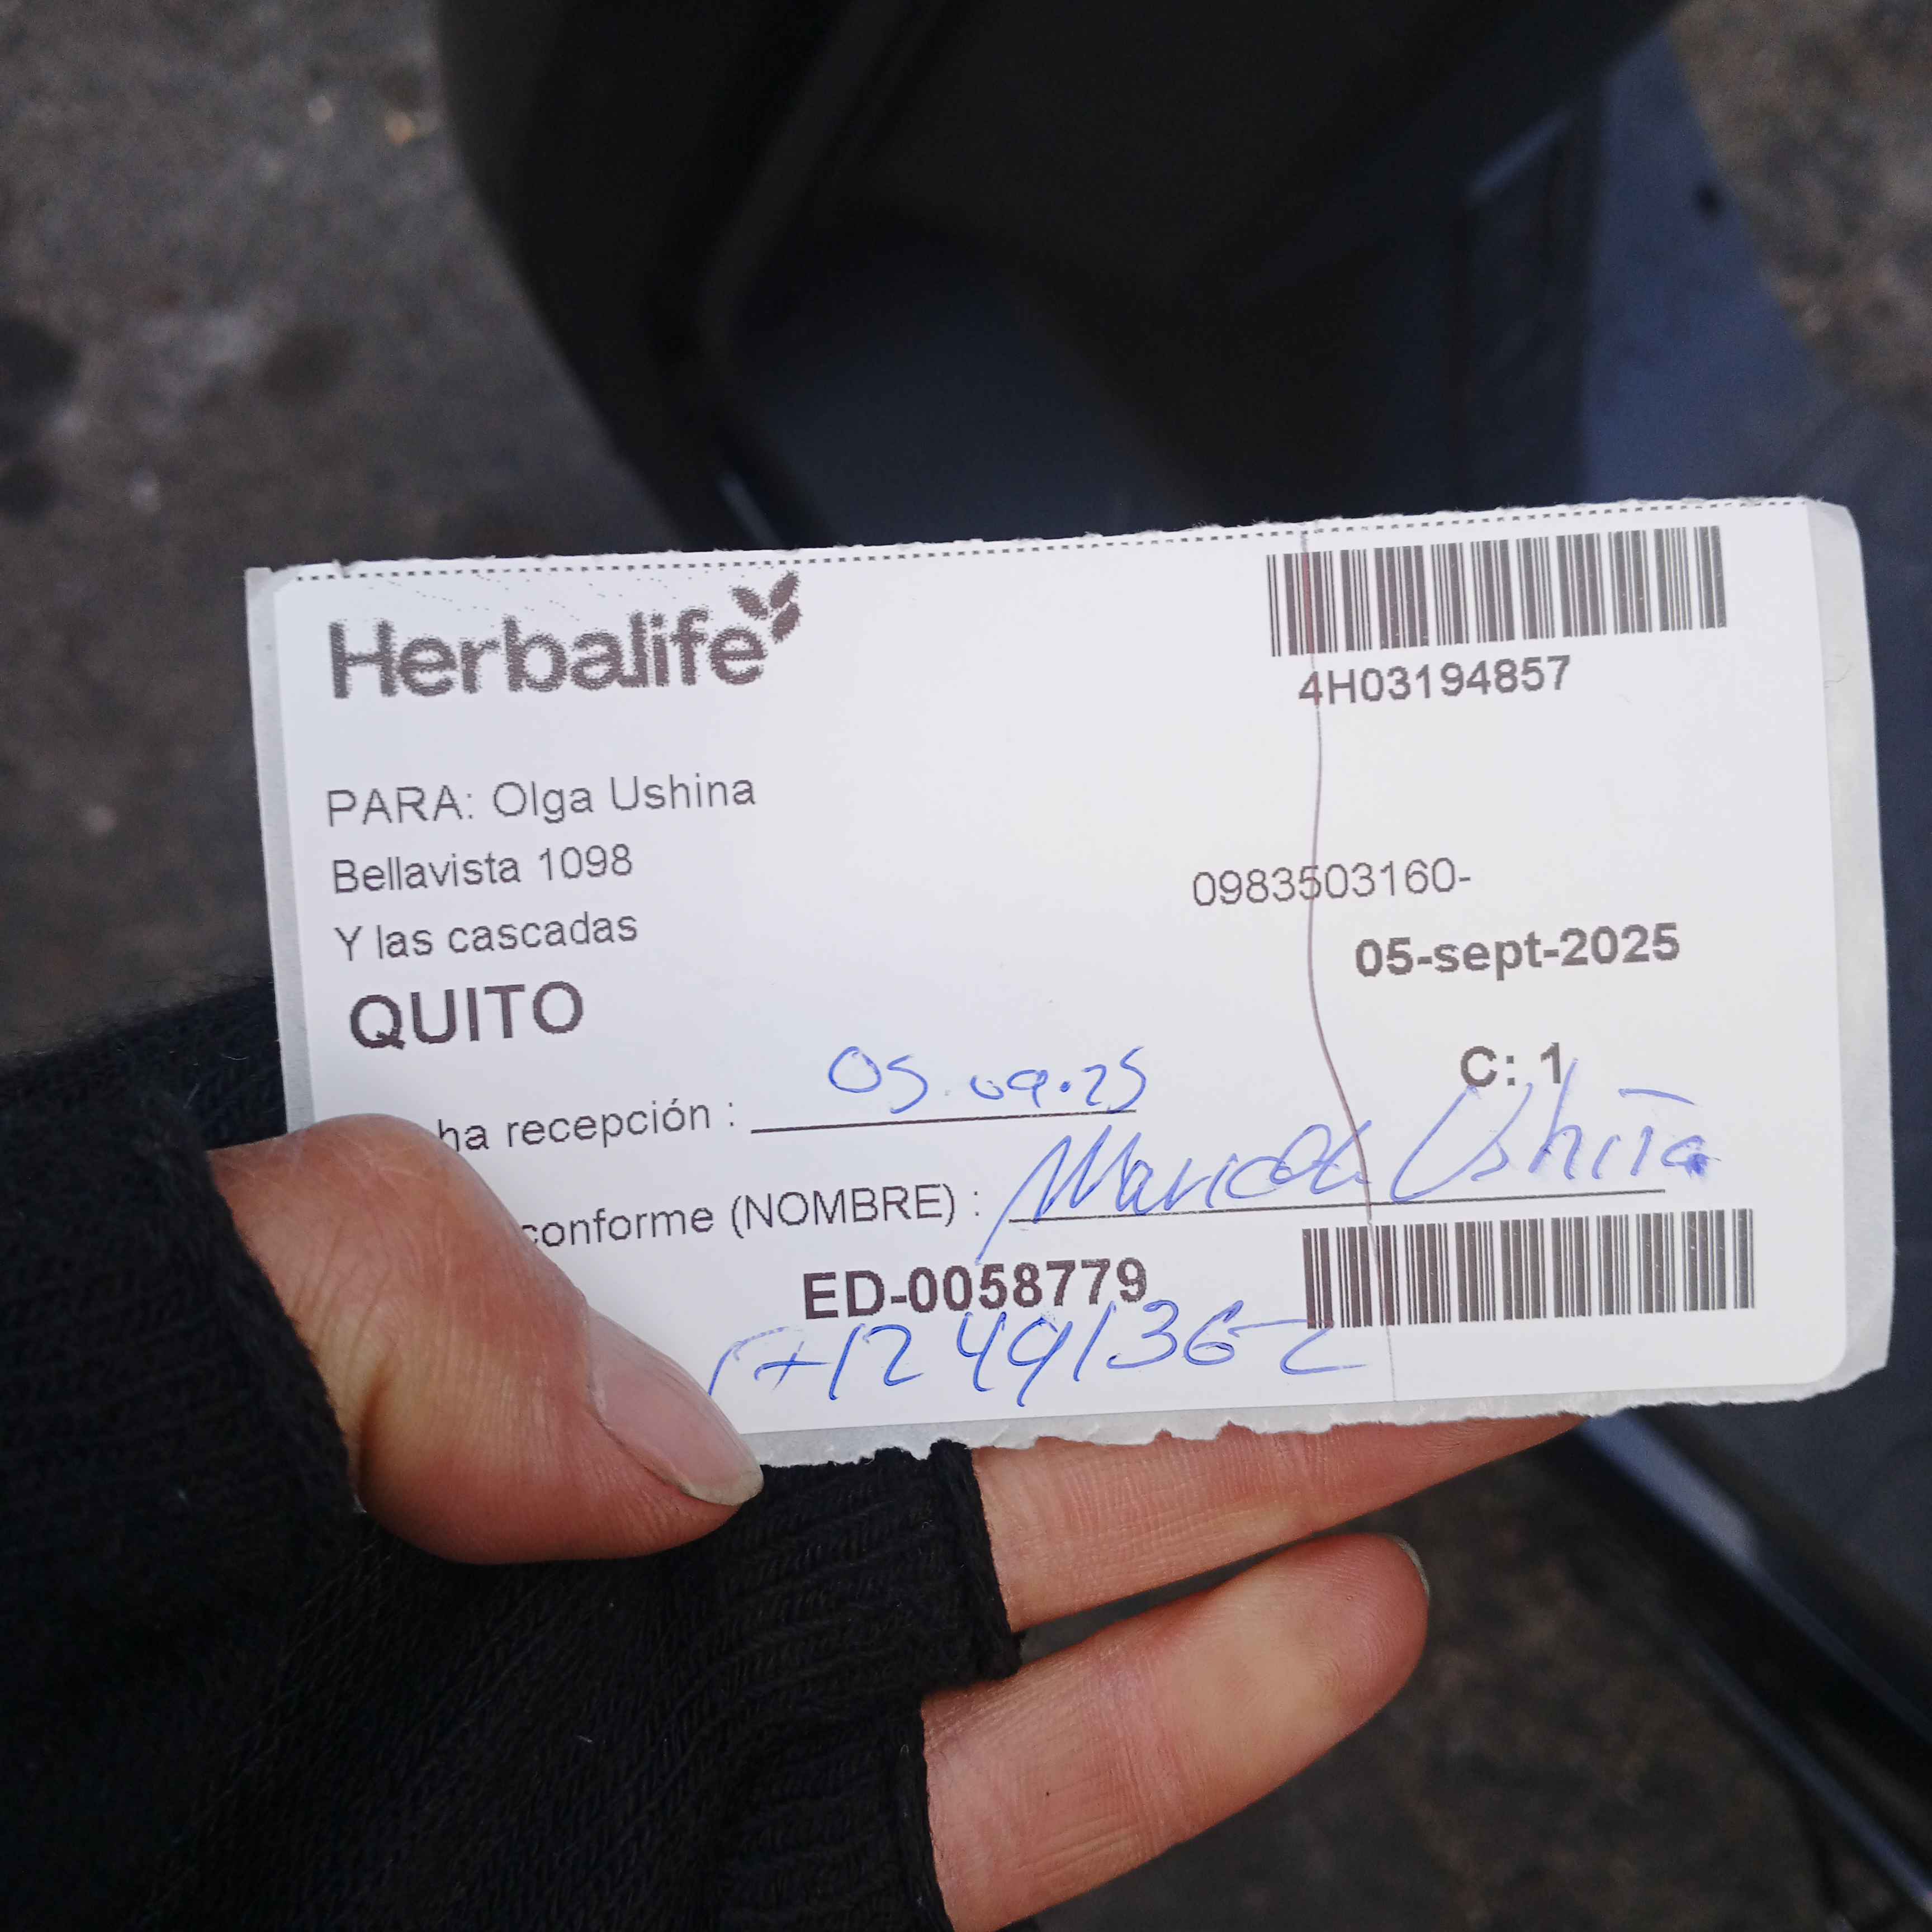 Herbalife
4H03194857
PARA: Olga Ushina
Bellavista 1098
0983503160-
Y las cascadas
05-sept-2025
QUITO
C: 1
ha recepción : 05.09.25
conforme (NOMBRE) : Ushiña
ED-0058779